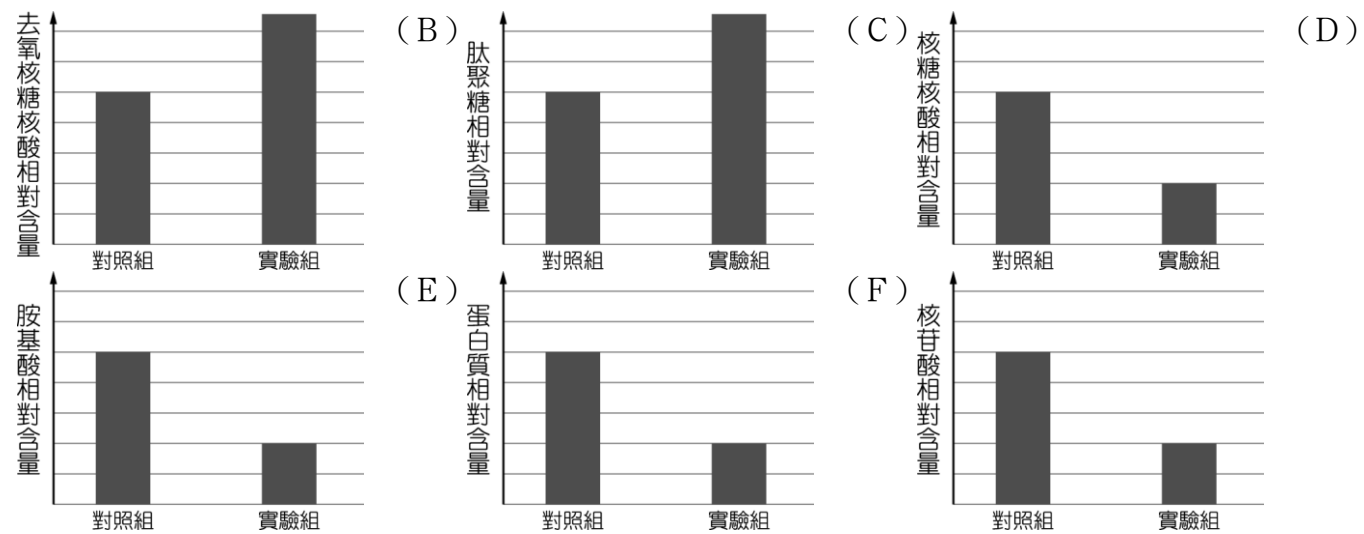 去氧核糖核酸相對含量
對照組
實驗組
（B）
肽聚糖相對含量
對照組
實驗組
（C）
核糖核酸相對含量
對照組
實驗組
（D）
胺基酸相對含量
對照組
實驗組
（E）
蛋白質相對含量
對照組
實驗組
（F）
核苷酸相對含量
對照組
實驗組